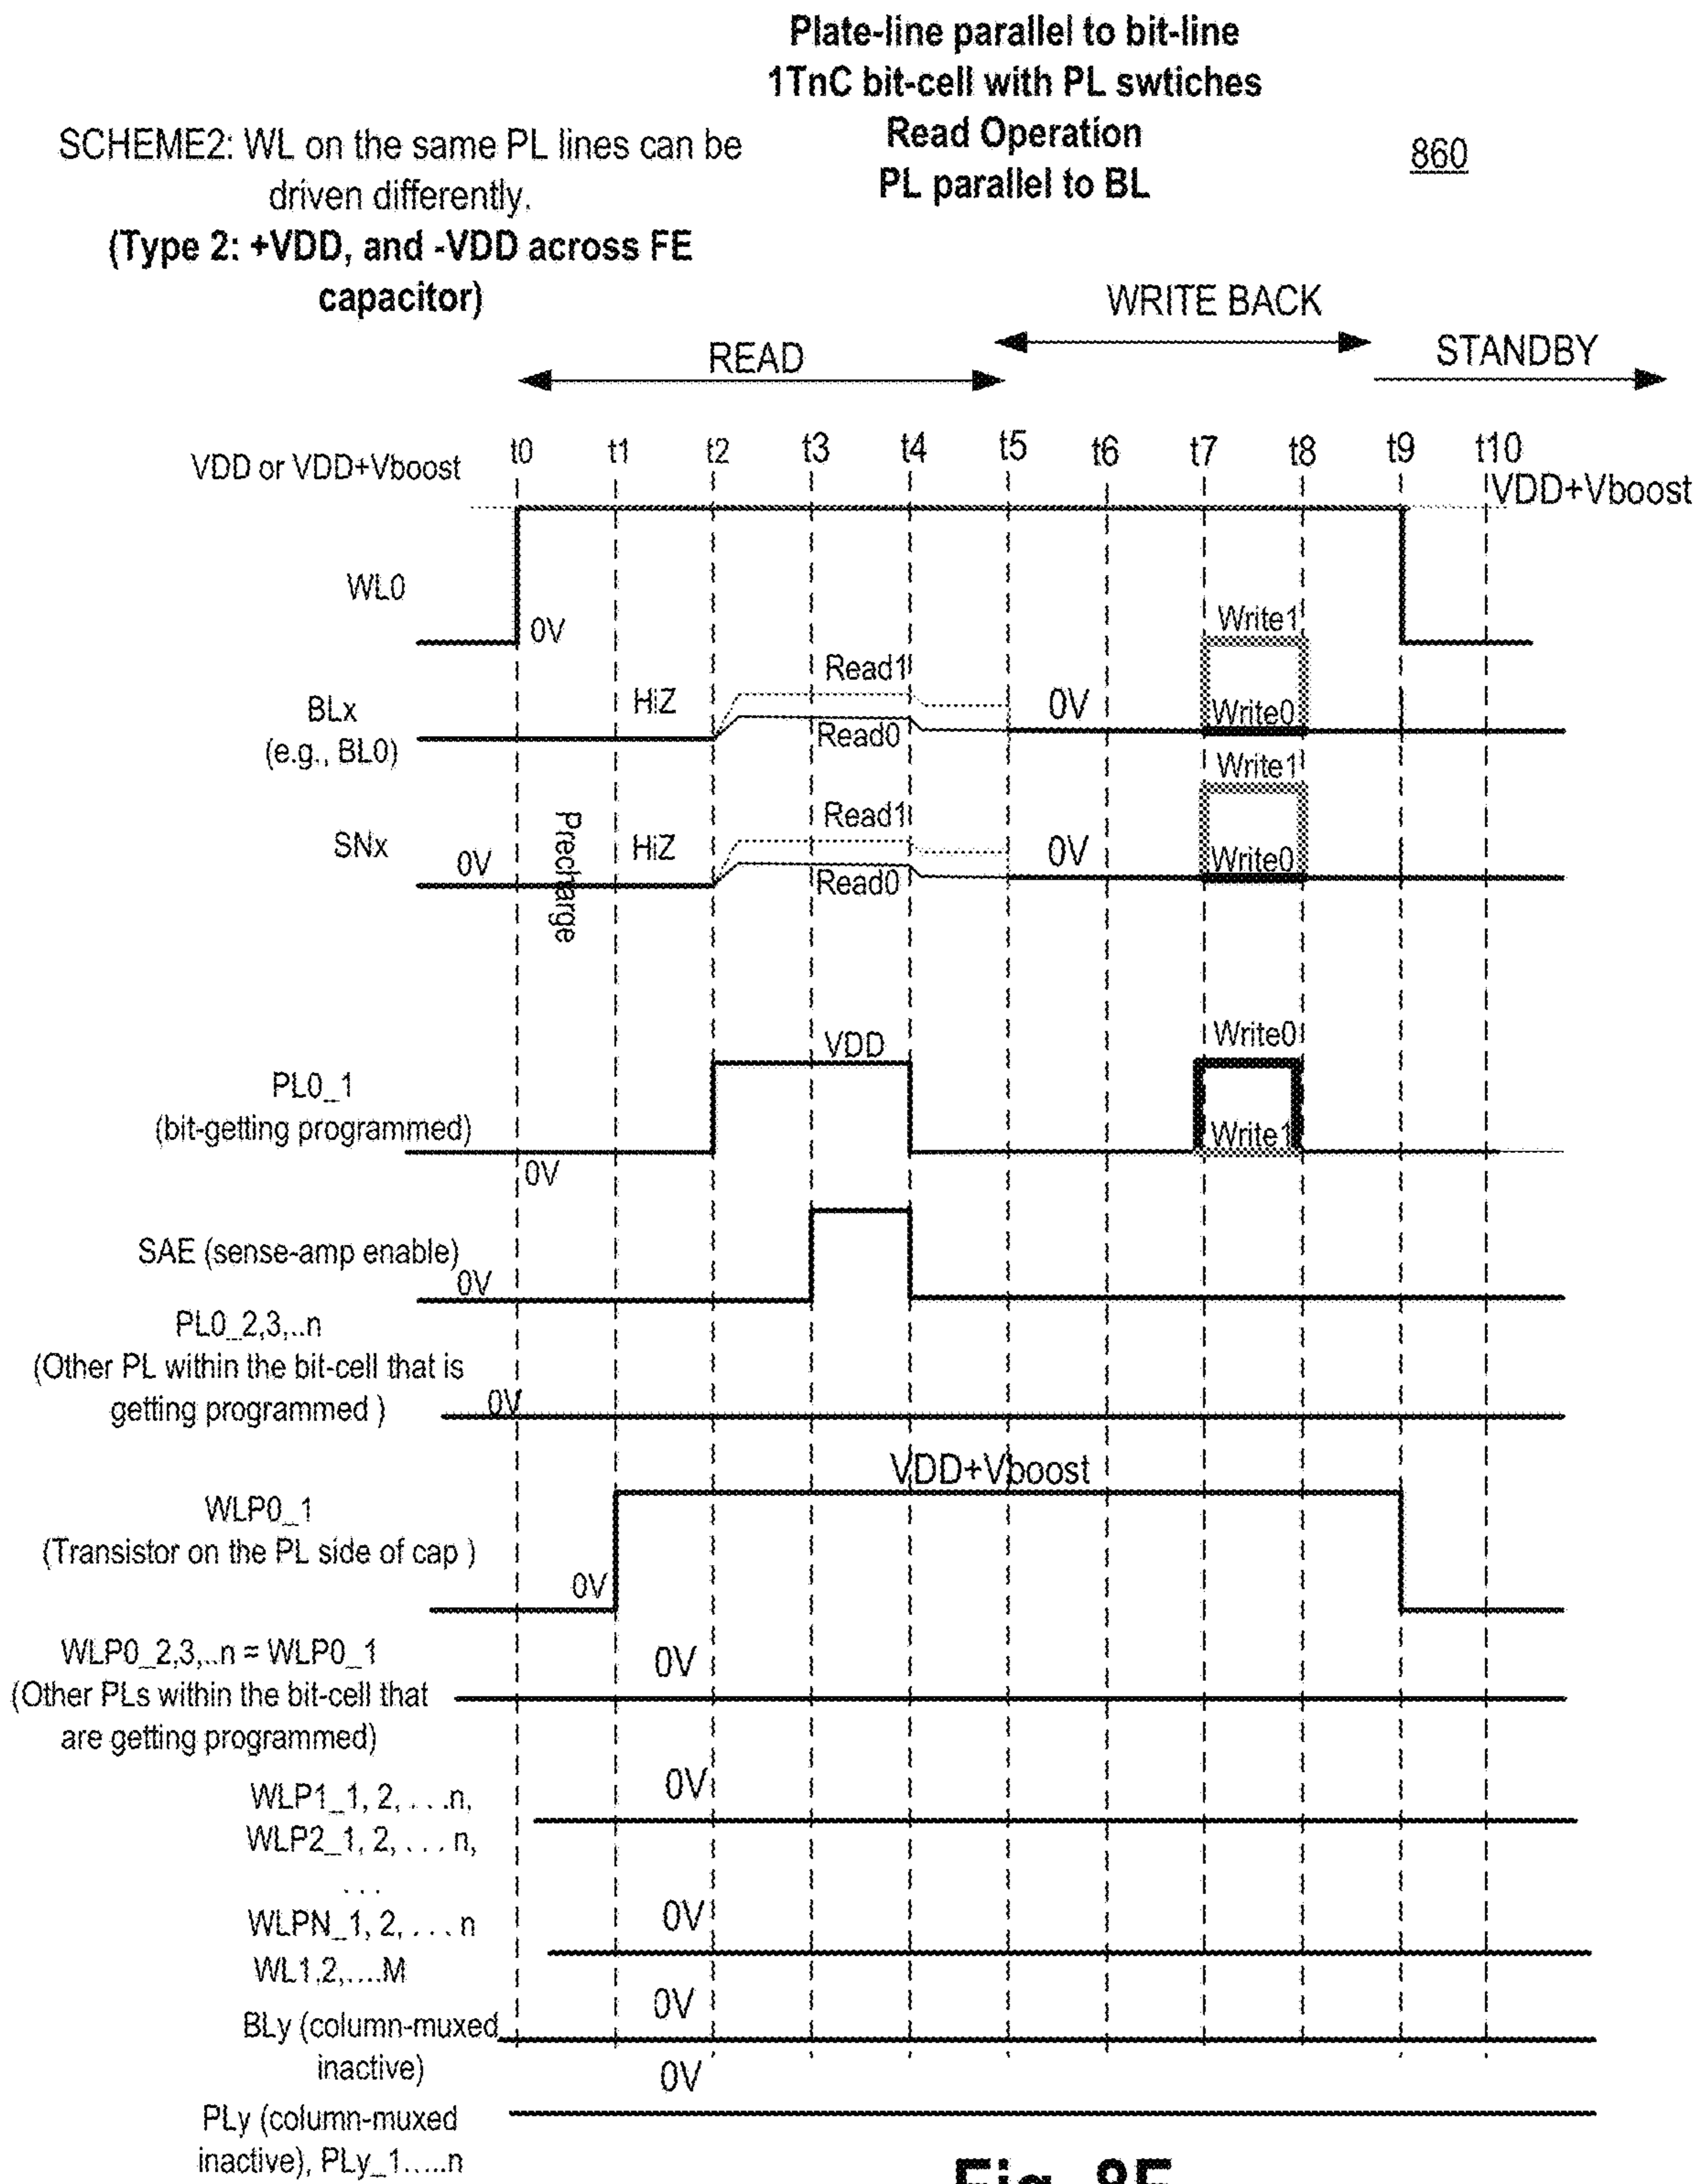 Plate-line parallel to bit-line
1TnC bit-cell with PL swtiches
Read Operation
PL parallel to BL
860
SCHEME2: WL on the same PL lines can be
driven differently.
(Type 2: +VDD, and -VDD across FE
capacitor)
READ
WRITE BACK
STANDBY
VDD or VDD+Vboost
t0 t1 t2 t3 t4 t5 t6 t7 t8 t9 t10
VDD+Vboost
WL0
0V
BLx
(e.g., BL0)
HiZ
Read1
Read0
0V
Write1
Write0
SNx
0V
Precharge
HiZ
Read1
Read0
0V
Write1
Write0
PL0_1
(bit-getting programmed)
0V
VDD
Write0
Write1
SAE (sense-amp enable)
0V
PL0_2,3,..n
(Other PL within the bit-cell that is
getting programmed )
0V
WLP0_1
(Transistor on the PL side of cap )
0V
VDD+Vboost
WLP0_2,3,..n = WLP0_1
(Other PLs within the bit-cell that
are getting programmed)
0V
WLP1_1, 2, . . .n,
WLP2_1, 2, . . . n,
0V
. . .
WLPN_1, 2, . . . n
WL1,2,....M
0V
BLy (column-muxed
inactive)
0V
PLy (column-muxed
inactive), PLy_1.....n
0V